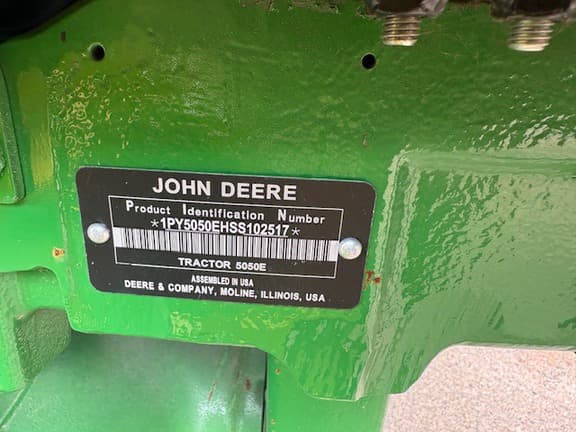 JOHN DEERE
Product Identification Number
*1PY5050EHSS102517*
TRACTOR 5050E
ASSEMBLED IN USA
DEERE & COMPANY, MOLINE, ILLINOIS, USA